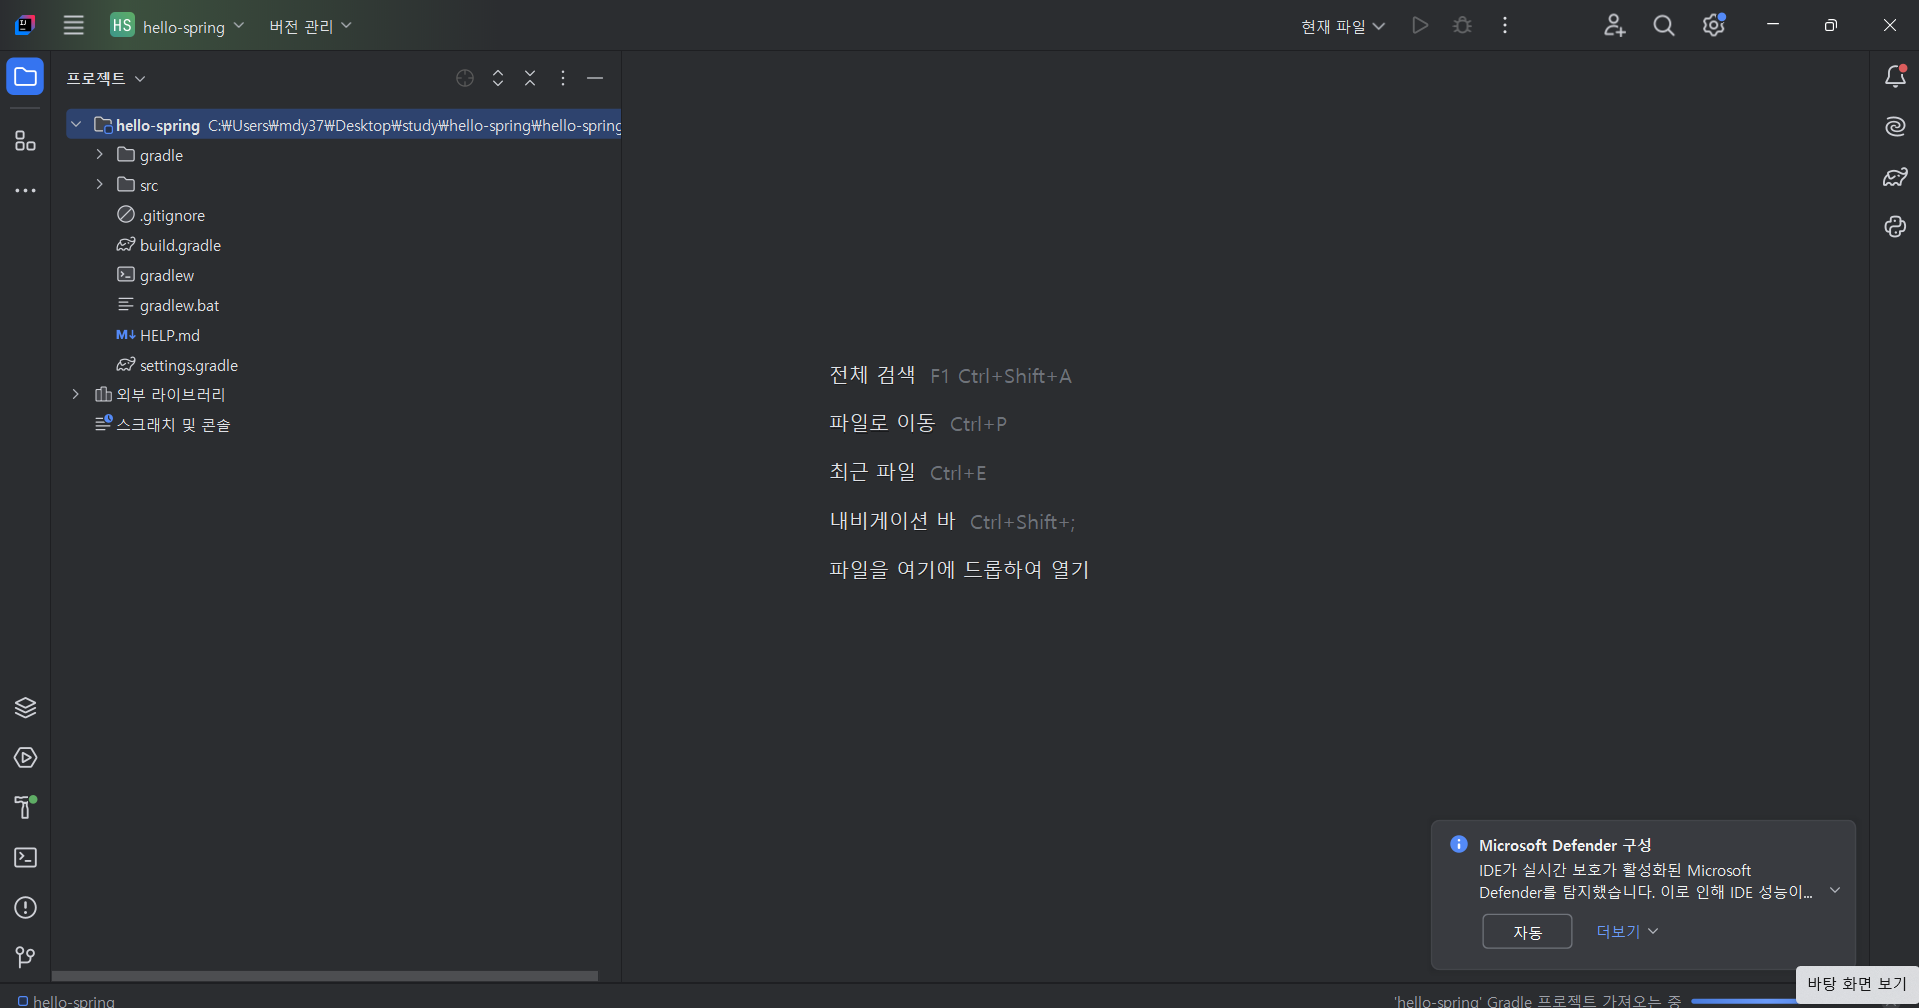 HS hello-spring 버전 관리 현재 파일
프로젝트
hello-spring C:₩Users₩mdy37₩Desktop₩study₩hello-spring₩hello-spring
gradle
src
.gitignore
build.gradle
gradlew
gradlew.bat
M↓ HELP.md
settings.gradle
외부 라이브러리
스크래치 및 콘솔
전체 검색 F1 Ctrl+Shift+A
파일로 이동 Ctrl+P
최근 파일 Ctrl+E
내비게이션 바 Ctrl+Shift+;
파일을 여기에 드롭하여 열기
Microsoft Defender 구성
IDE가 실시간 보호가 활성화된 Microsoft
Defender를 탐지했습니다. 이로 인해 IDE 성능이...
자동 더보기
바탕 화면 보기
hello-spring 'hello-spring' Gradle 프로젝트 가져오는 중